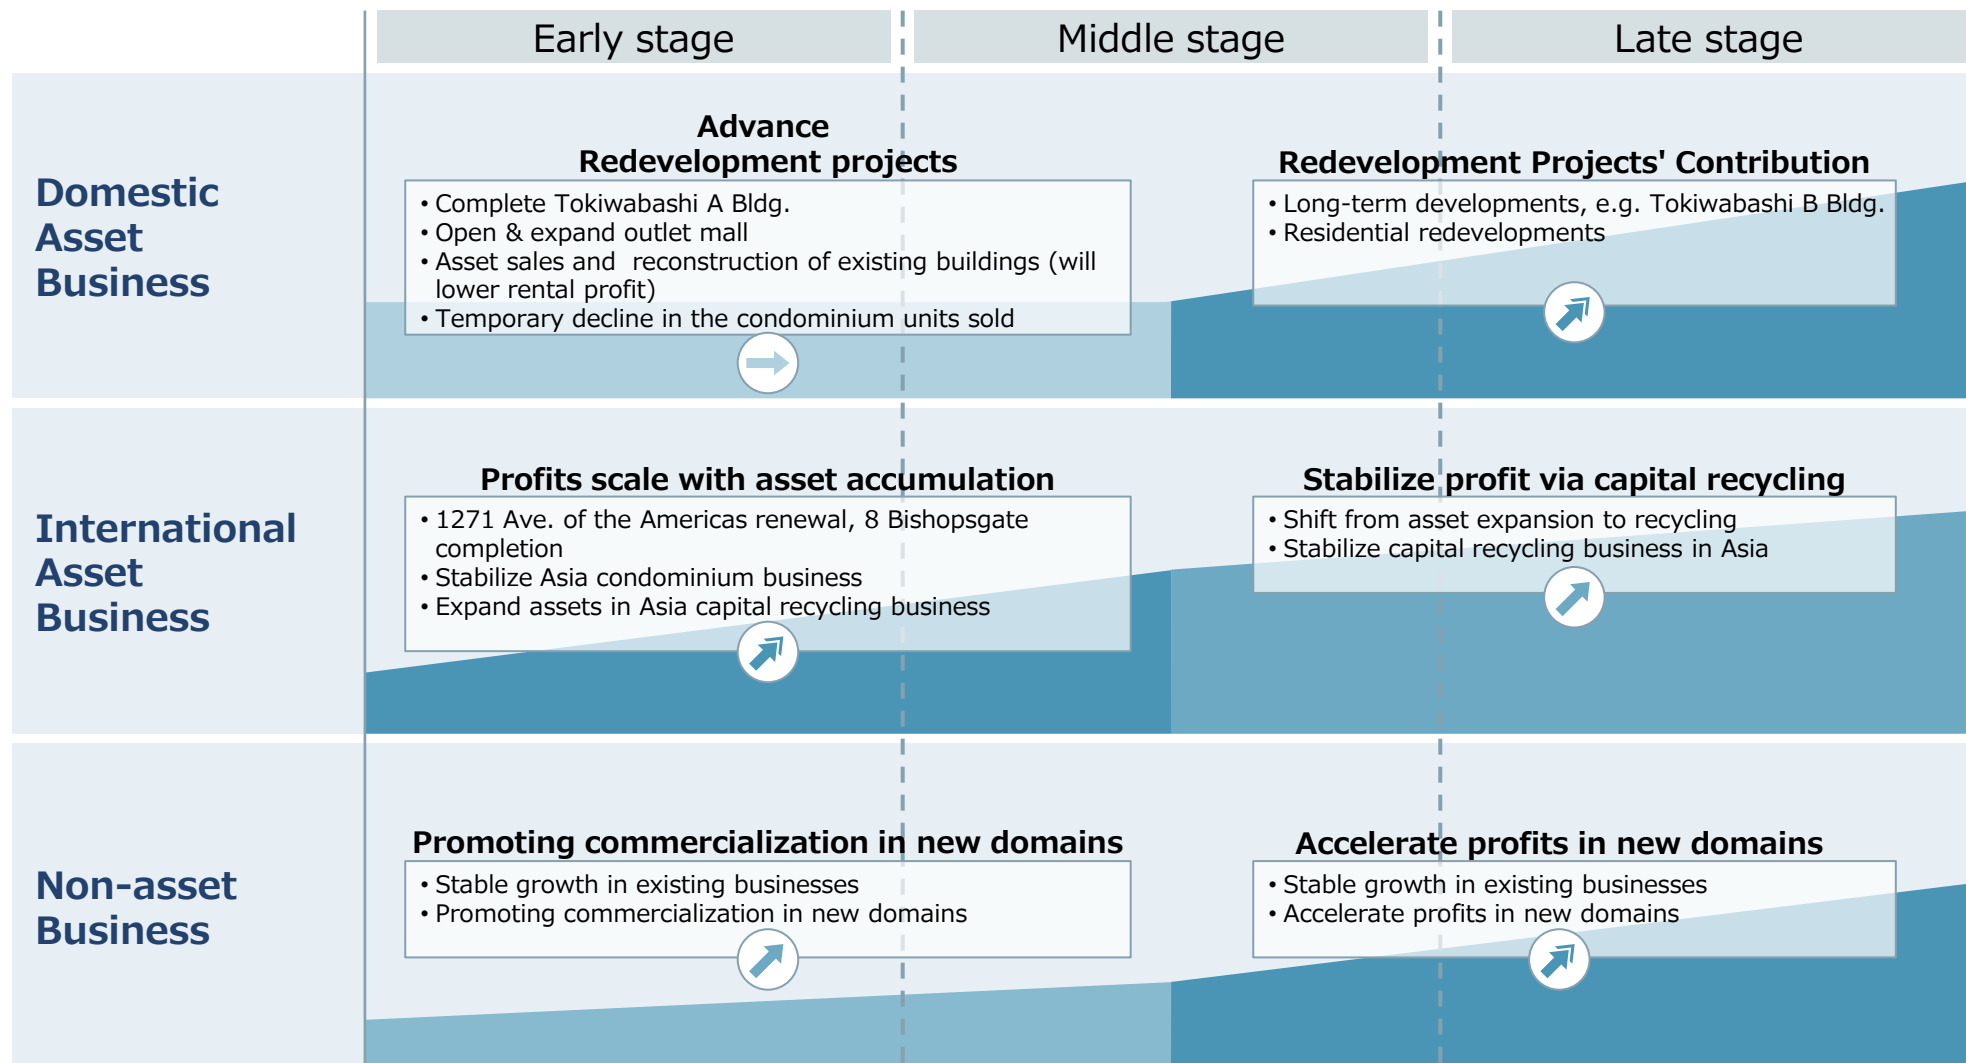 Early stage
Middle stage
Late stage
Domestic
Asset
Business
Advance
Redevelopment projects
• Complete Tokiwabashi A Bldg.
• Open & expand outlet mall
• Asset sales and  reconstruction of existing buildings (will
lower rental profit)
• Temporary decline in the condominium units sold
Redevelopment Projects' Contribution
• Long-term developments, e.g. Tokiwabashi B Bldg.
• Residential redevelopments
International
Asset
Business
Profits scale with asset accumulation
• 1271 Ave. of the Americas renewal, 8 Bishopsgate
completion
• Stabilize Asia condominium business
• Expand assets in Asia capital recycling business
Stabilize profit via capital recycling
• Shift from asset expansion to recycling
• Stabilize capital recycling business in Asia
Non-asset
Business
Promoting commercialization in new domains
• Stable growth in existing businesses
• Promoting commercialization in new domains
Accelerate profits in new domains
• Stable growth in existing businesses
• Accelerate profits in new domains